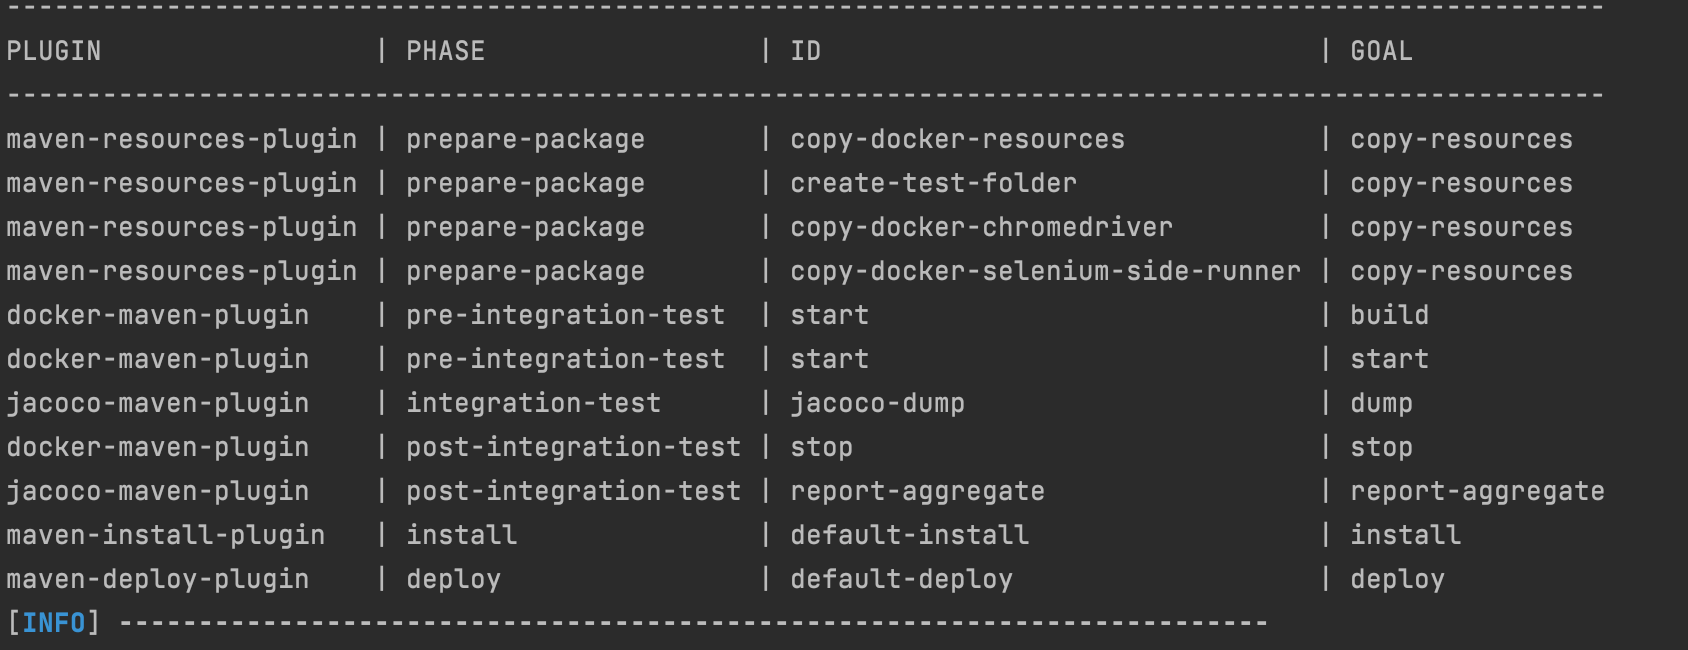 ----------------------------------------------------------------------------------------------------
PLUGIN                 | PHASE                 | ID                                | GOAL
----------------------------------------------------------------------------------------------------
maven-resources-plugin | prepare-package       | copy-docker-resources            | copy-resources
maven-resources-plugin | prepare-package       | create-test-folder               | copy-resources
maven-resources-plugin | prepare-package       | copy-docker-chromedriver         | copy-resources
maven-resources-plugin | prepare-package       | copy-docker-selenium-side-runner | copy-resources
docker-maven-plugin    | pre-integration-test  | start                            | build
docker-maven-plugin    | pre-integration-test  | start                            | start
jacoco-maven-plugin    | integration-test      | jacoco-dump                      | dump
docker-maven-plugin    | post-integration-test | stop                             | stop
jacoco-maven-plugin    | post-integration-test | report-aggregate                 | report-aggregate
maven-install-plugin   | install               | default-install                  | install
maven-deploy-plugin    | deploy                | default-deploy                   | deploy
[INFO] ------------------------------------------------------------------------